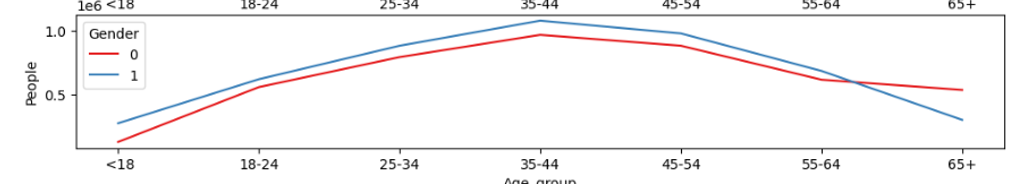 1e6 <18 18-24 25-34 35-44 45-54 55-64 65+
Gender
0
1
1.0
0.5
People
<18 18-24 25-34 35-44 45-54 55-64 65+
Age_group